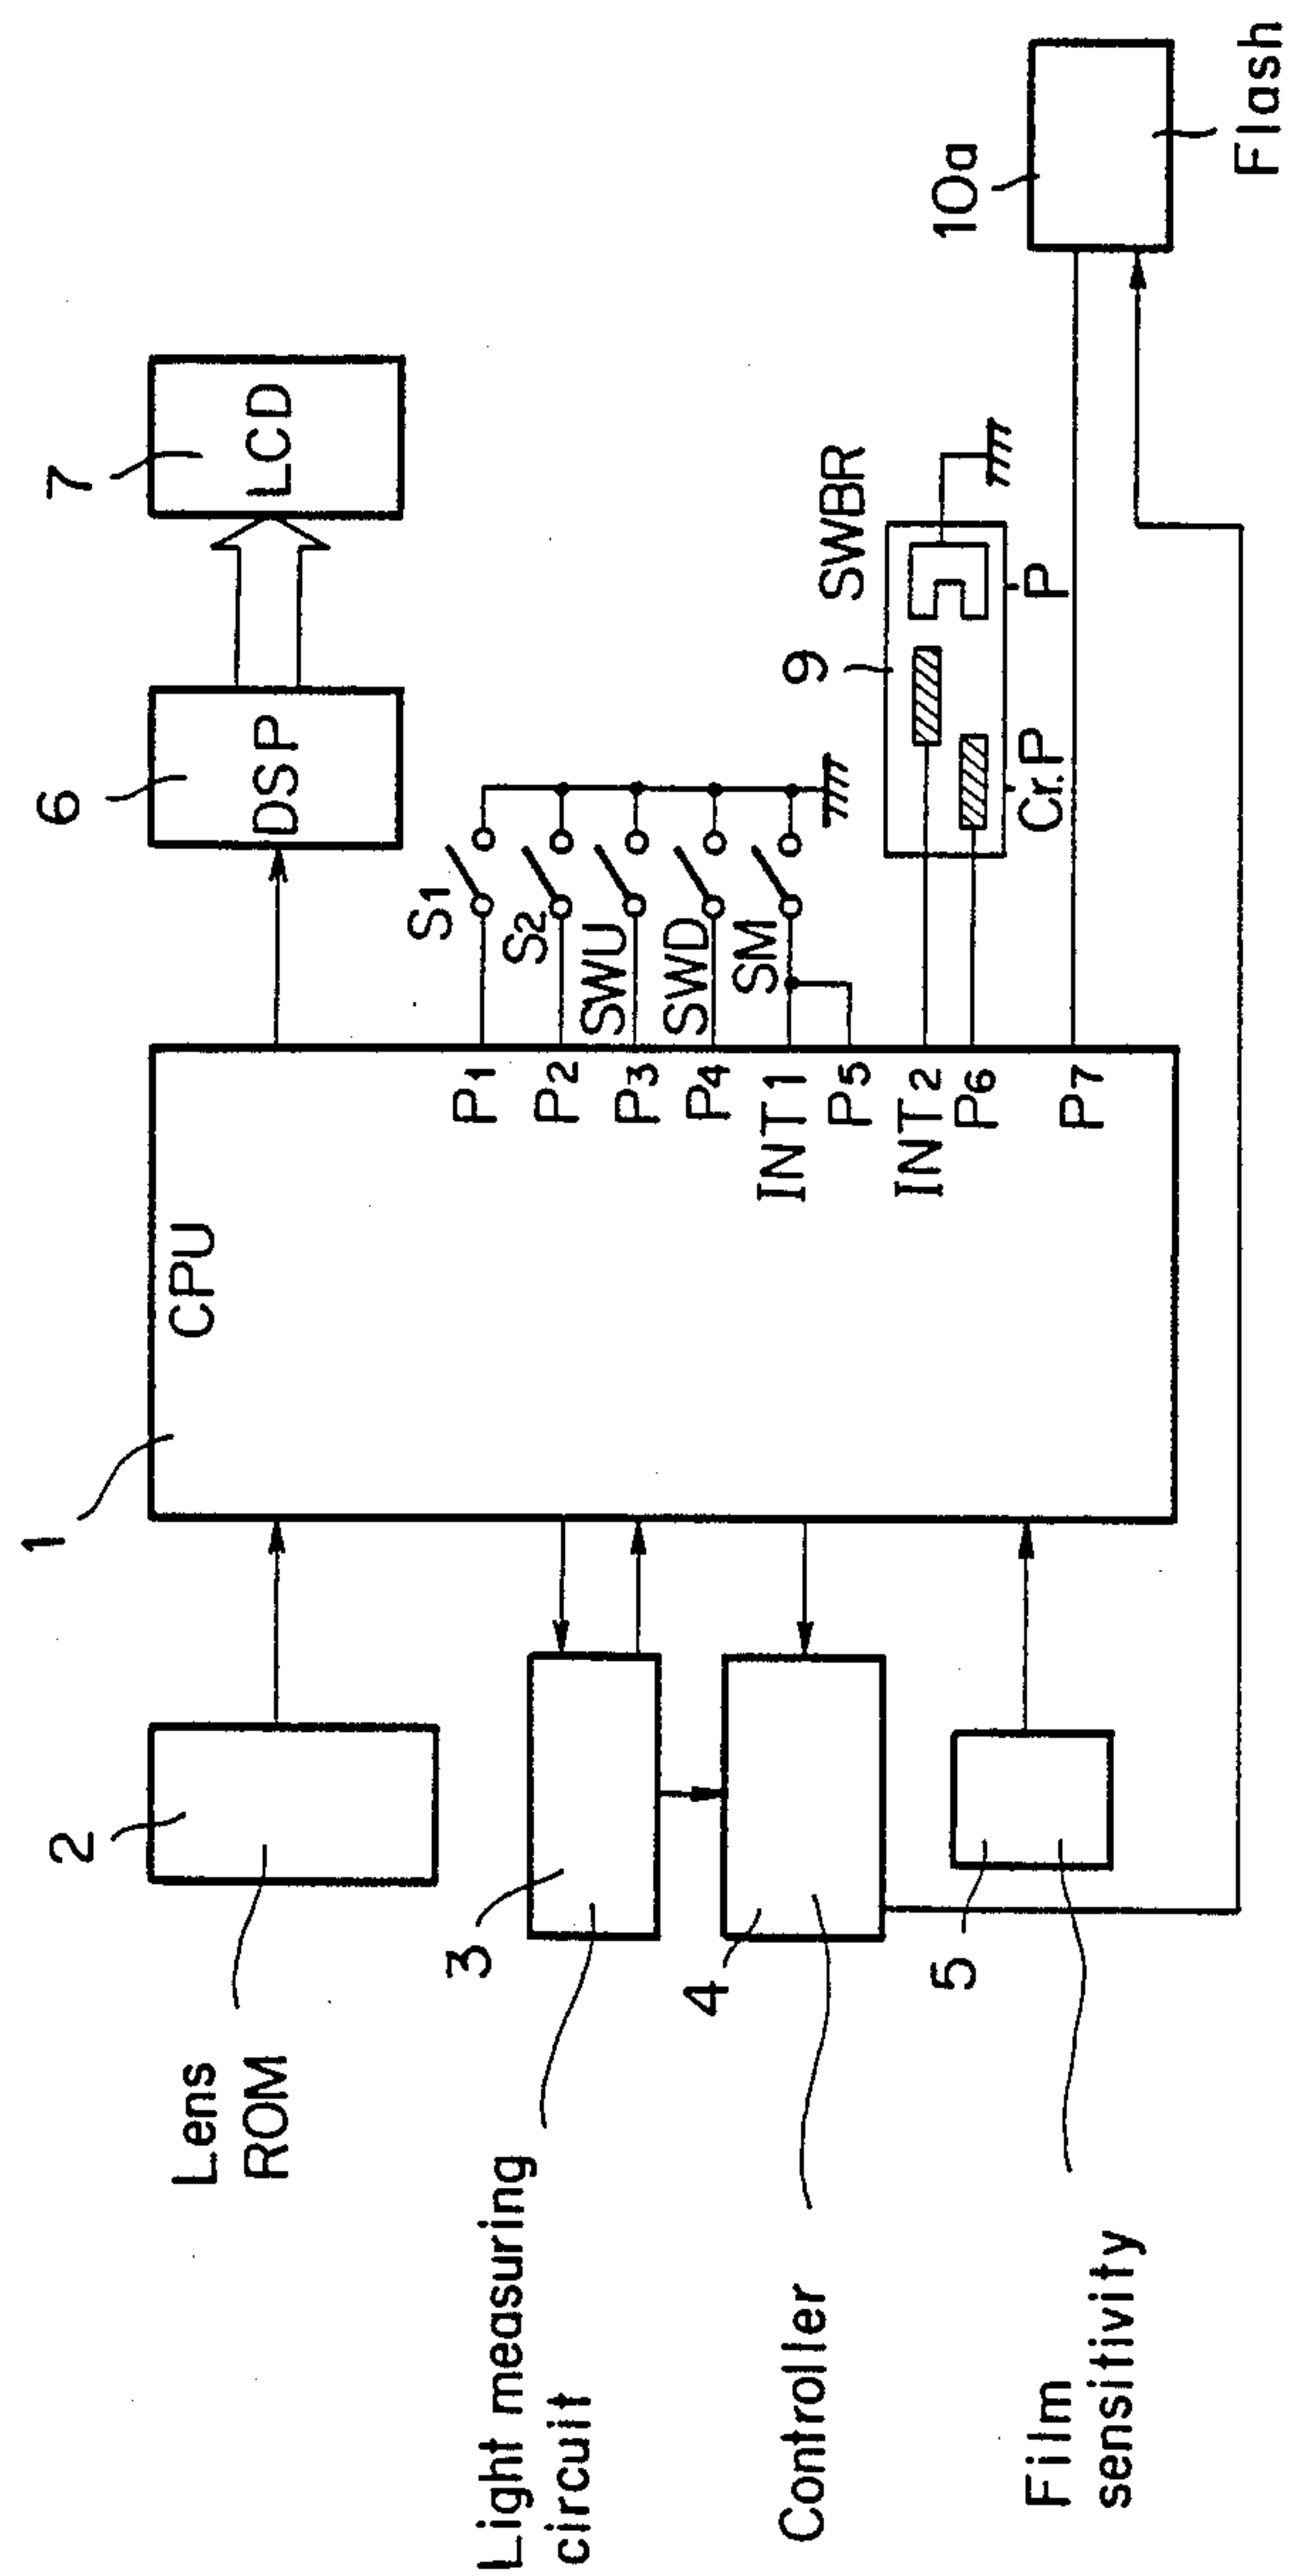 1
CPU
2
Lens
ROM
3
Light measuring
circuit
4
Controller
5
Film
sensitivity
6
DSP
7
LCD
P1
S1
P2
S2
P3
SWU
P4
SWD
INT1
SM
P5
INT2
P6
P7
9
SWBR
Cr.P
P
10a
Flash